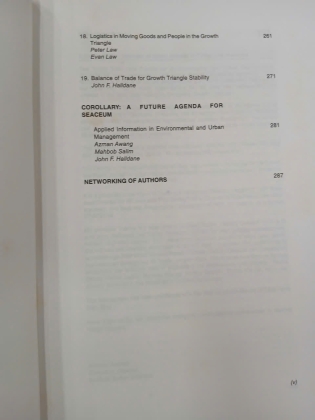 18. Logistics in Moving Goods and People in the Growth 251
Triangle
Peter Law
Even Law
19. Balance of Trade for Growth Triangle Stability 271
John F. Halldane
COROLLARY: A FUTURE AGENDA FOR
SEACEUM
Applied Information in Environmental and Urban 281
Management
Azman Awang
Mahbob Salim
John F. Halldane
NETWORKING OF AUTHORS 287
(v)